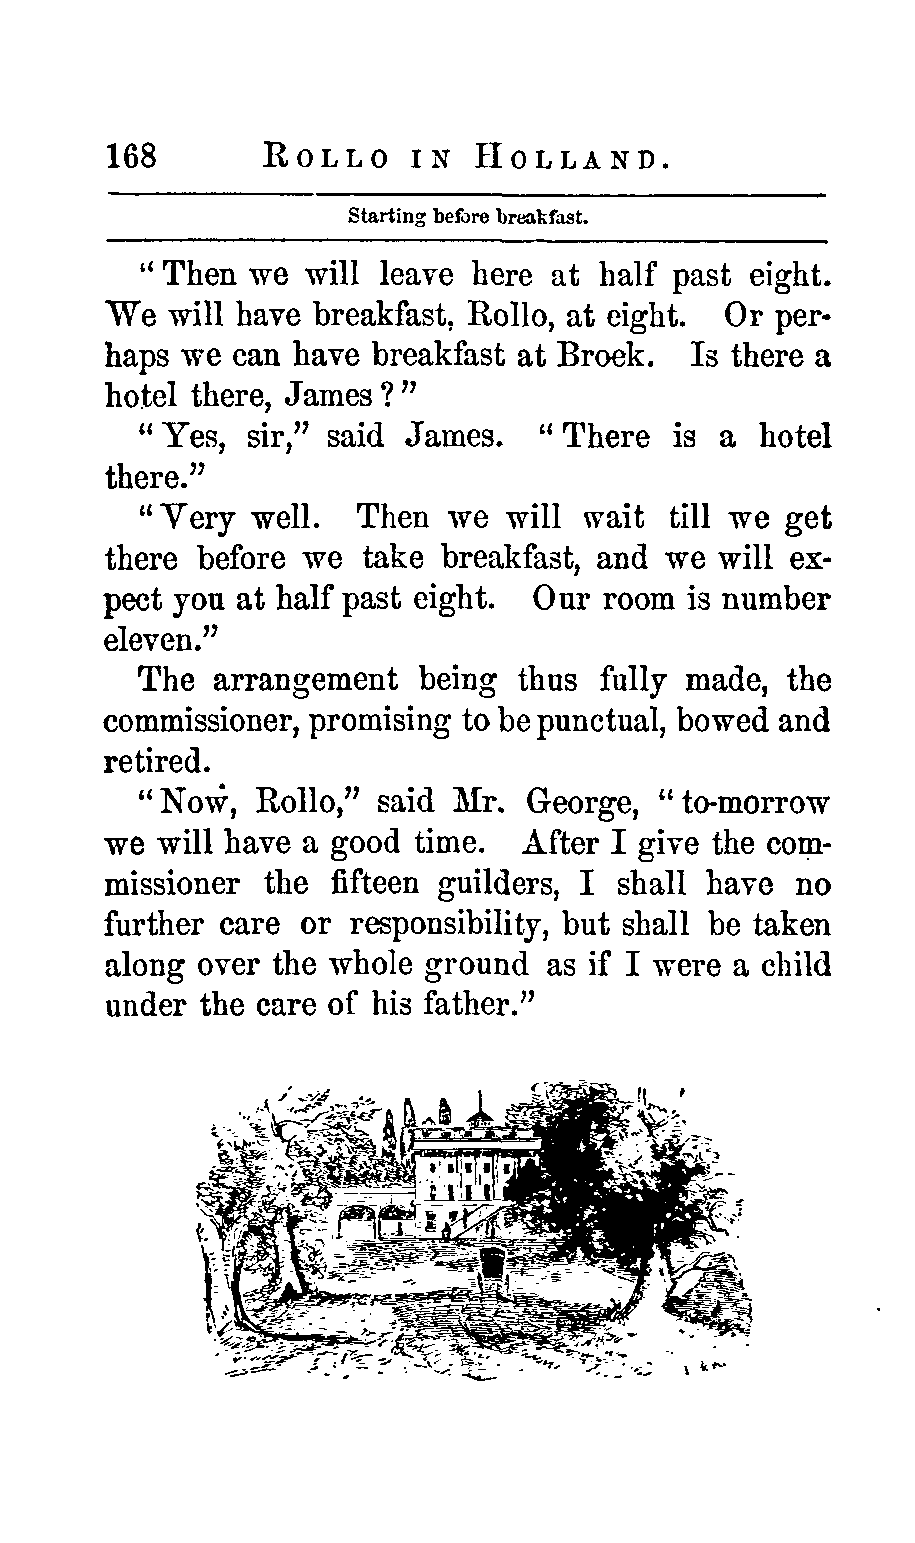 168 ROLLO IN HOLLAND.
Starting before breakfast.
"Then we will leave here at half past eight.
We will have breakfast, Rollo, at eight. Or per-
haps we can have breakfast at Broek. Is there a
hotel there, James?"
"Yes, sir," said James. "There is a hotel
there."
"Very well. Then we will wait till we get
there before we take breakfast, and we will ex-
pect you at half past eight. Our room is number
eleven."
The arrangement being thus fully made, the
commissioner, promising to be punctual, bowed and
retired.
"Now, Rollo," said Mr. George, "to-morrow
we will have a good time. After I give the com-
missioner the fifteen guilders, I shall have no
further care or responsibility, but shall be taken
along over the whole ground as if I were a child
under the care of his father."